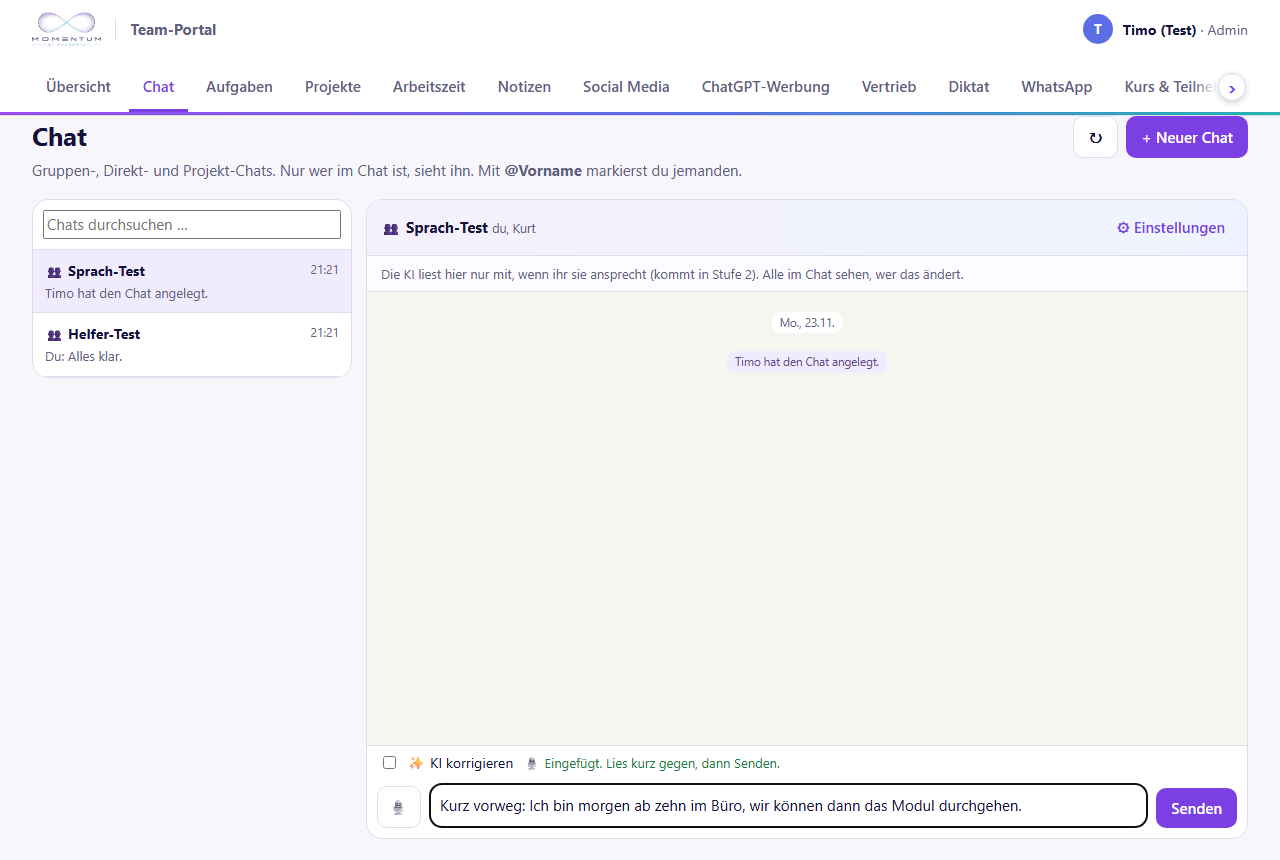 MOMENTUM
Team-Portal
T
Timo (Test) · Admin
Übersicht
Chat
Aufgaben
Projekte
Arbeitszeit
Notizen
Social Media
ChatGPT-Werbung
Vertrieb
Diktat
WhatsApp
Kurs &
Chat
+ Neuer Chat
Gruppen-, Direkt- und Projekt-Chats. Nur wer im Chat ist, sieht ihn. Mit @Vorname markierst du jemanden.
Chats durchsuchen ...
Sprach-Test 21:21
Timo hat den Chat angelegt.
Helfer-Test 21:21
Du: Alles klar.
Sprach-Test du, Kurt
Einstellungen
Die KI liest hier nur mit, wenn ihr sie ansprecht (kommt in Stufe 2). Alle im Chat sehen, wer das ändert.
Mo., 23.11.
Timo hat den Chat angelegt.
KI korrigieren
Eingefügt. Lies kurz gegen, dann Senden.
Kurz vorweg: Ich bin morgen ab zehn im Büro, wir können dann das Modul durchgehen.
Senden